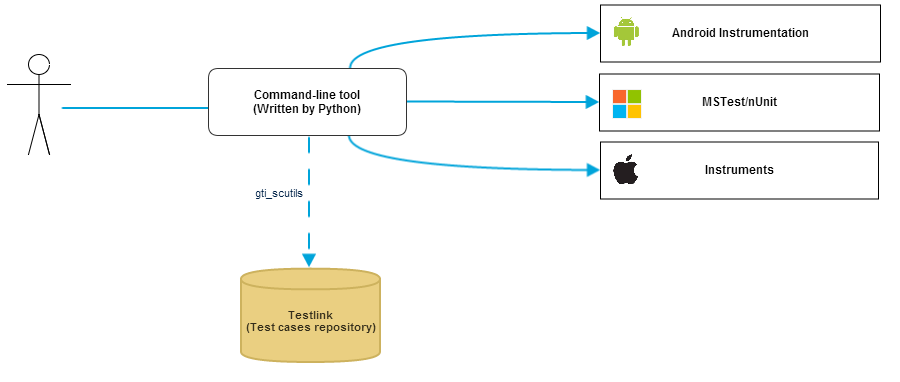 Android Instrumentation
Command-line tool
(Written by Python)
MSTest/nUnit
Instruments
gti_scutils
Testlink
(Test cases repository)